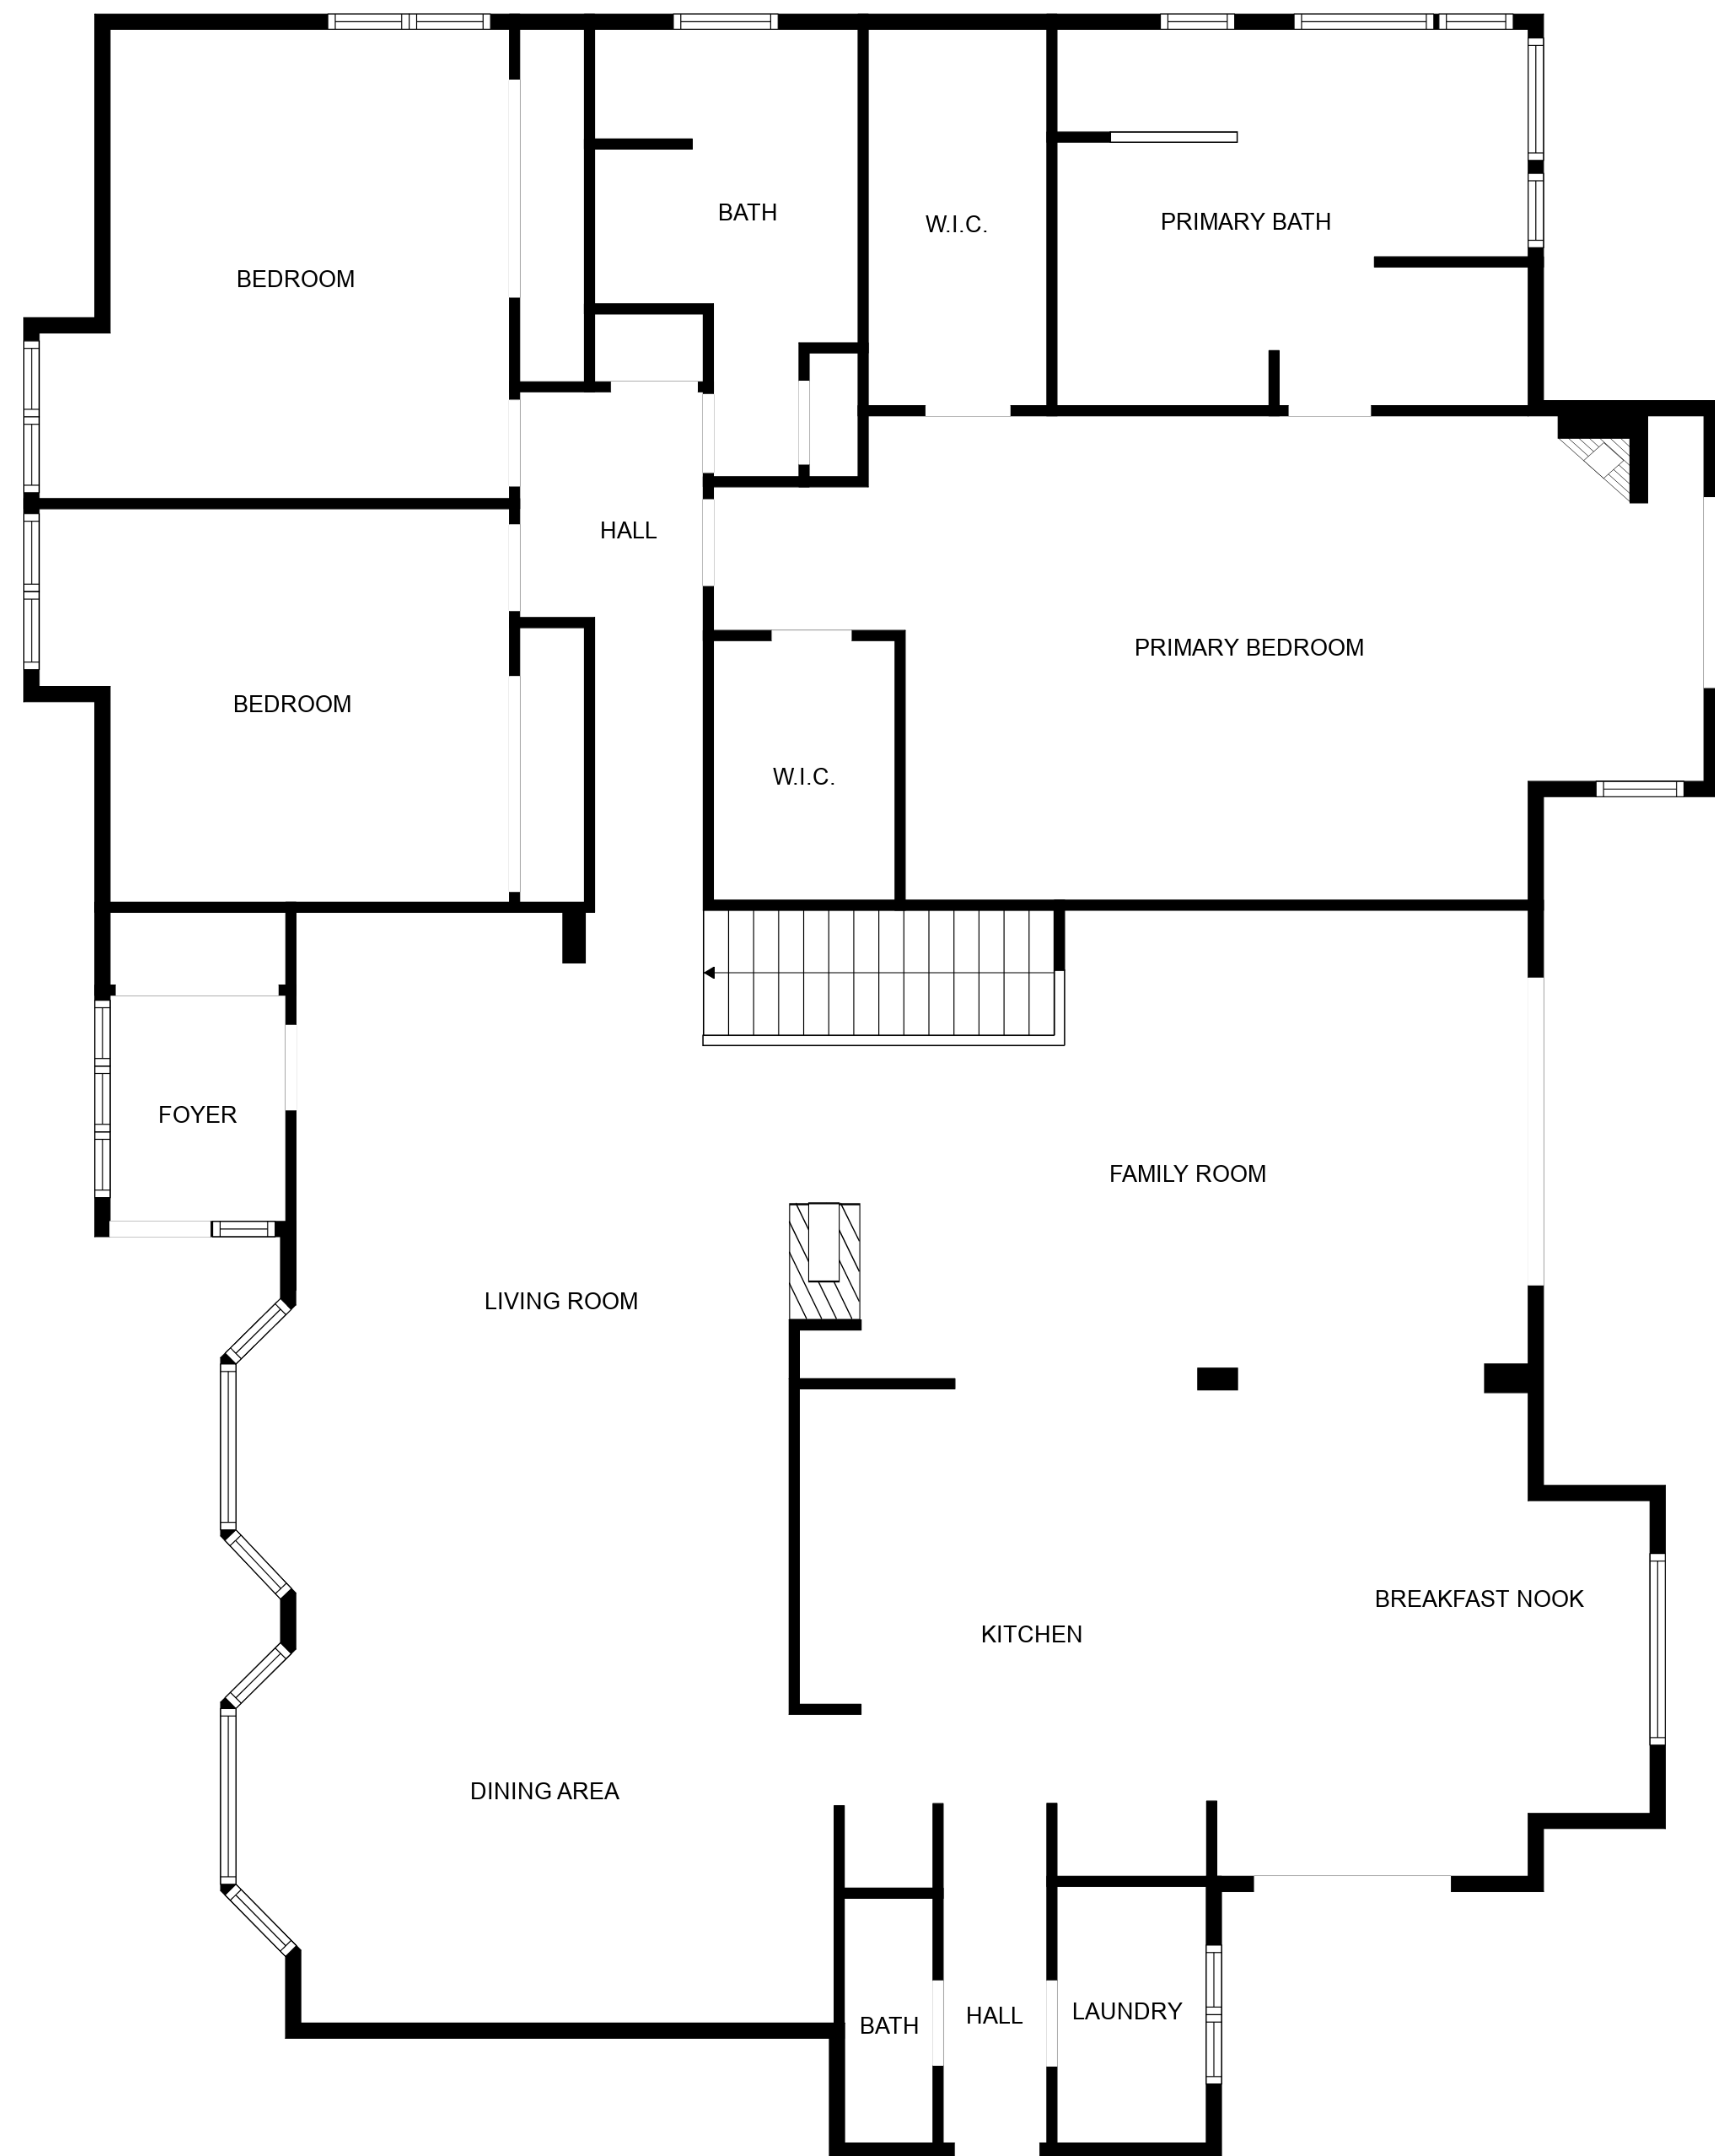 BATH
W.I.C.
PRIMARY BATH
BEDROOM
HALL
PRIMARY BEDROOM
BEDROOM
W.I.C.
FOYER
FAMILY ROOM
LIVING ROOM
BREAKFAST NOOK
KITCHEN
DINING AREA
BATH
HALL
LAUNDRY